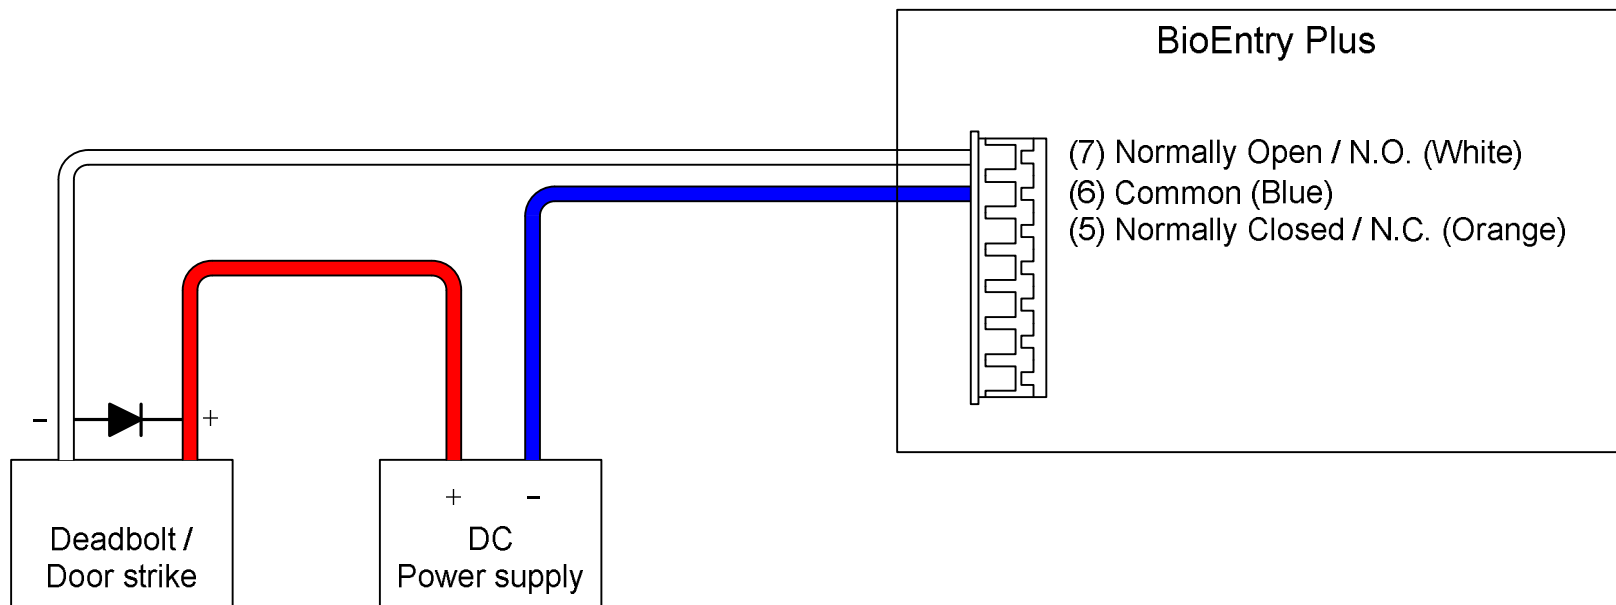 BioEntry Plus
(7) Normally Open / N.O. (White)
(6) Common (Blue)
(5) Normally Closed / N.C. (Orange)
- +
+ -
Deadbolt /
Door strike
DC
Power supply